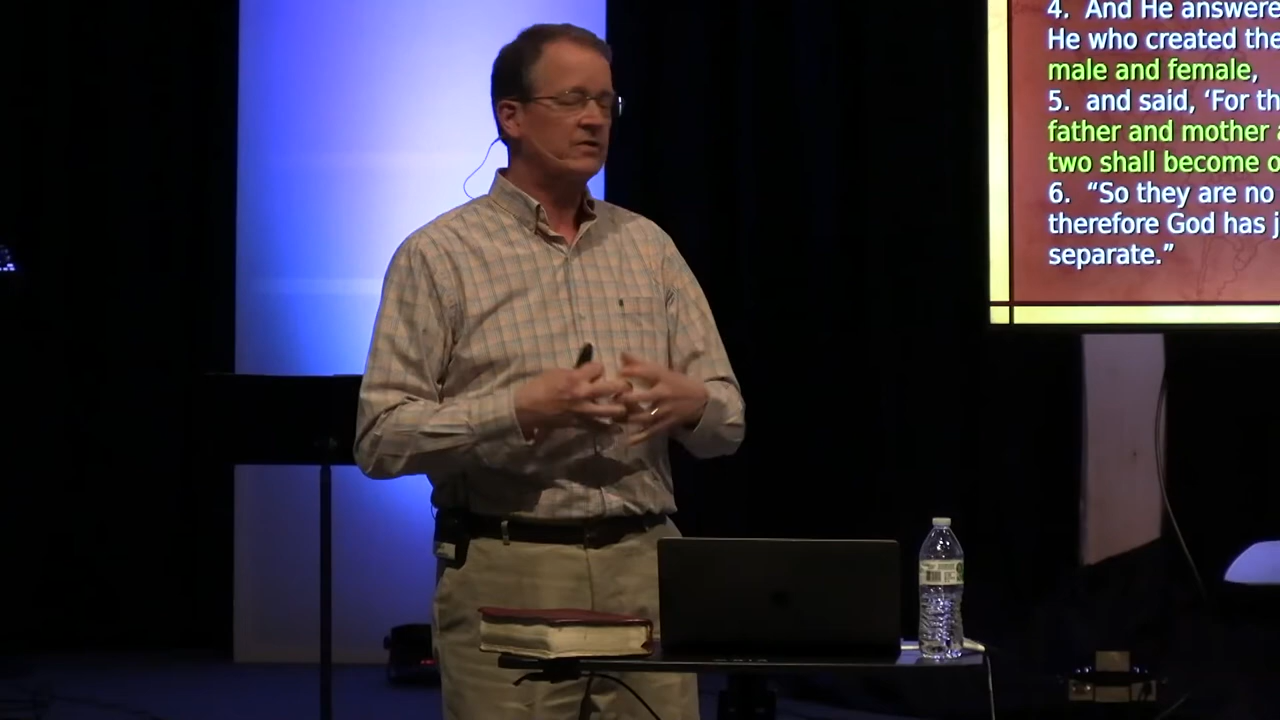 4. And He answere
He who created the
male and female,
5. and said, ‘For th
father and mother a
two shall become o
6. “So they are no
therefore God has j
separate.”